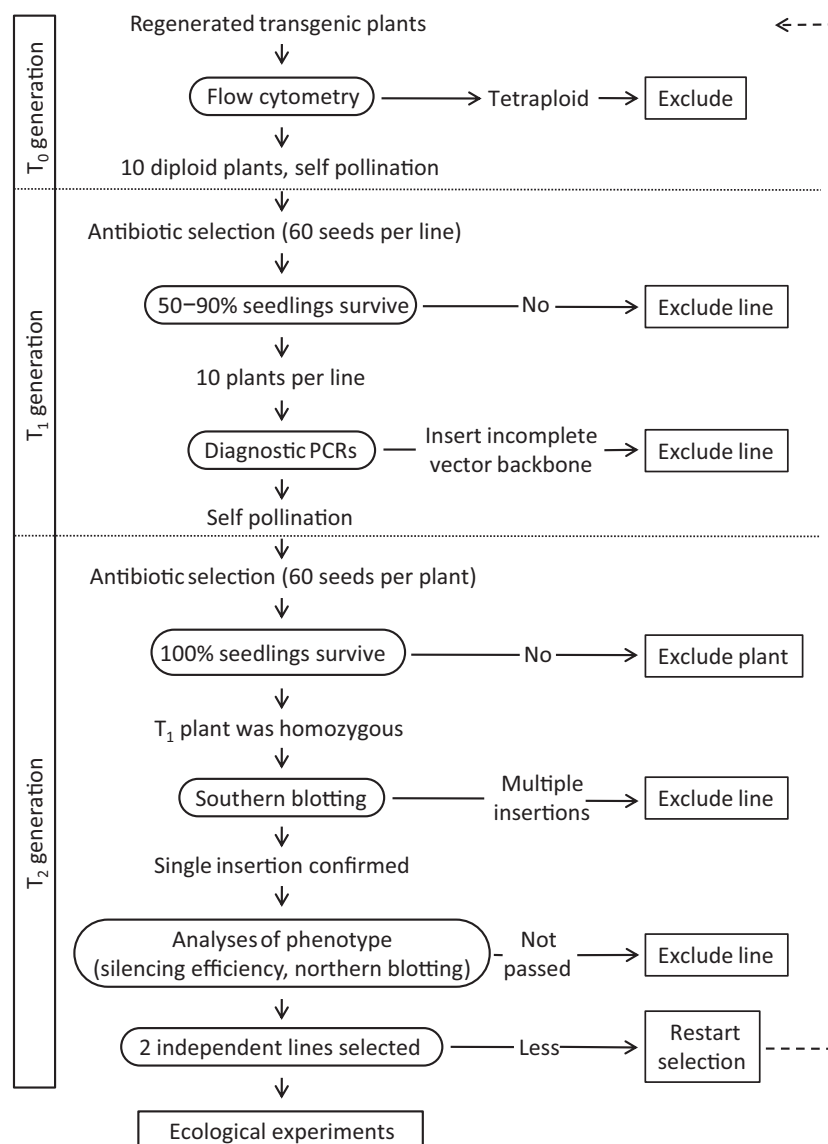 Regenerated transgenic plants
T0 generation
Flow cytometry
Tetraploid
Exclude
10 diploid plants, self pollination
T1 generation
Antibiotic selection (60 seeds per line)
50–90% seedlings survive
No
Exclude line
10 plants per line
Diagnostic PCRs
Insert incomplete
vector backbone
Exclude line
Self pollination
T2 generation
Antibiotic selection (60 seeds per plant)
100% seedlings survive
No
Exclude plant
T1 plant was homozygous
Southern blotting
Multiple
insertions
Exclude line
Single insertion confirmed
Analyses of phenotype
(silencing efficiency, northern blotting)
Not
passed
Exclude line
2 independent lines selected
Less
Restart
selection
Ecological experiments